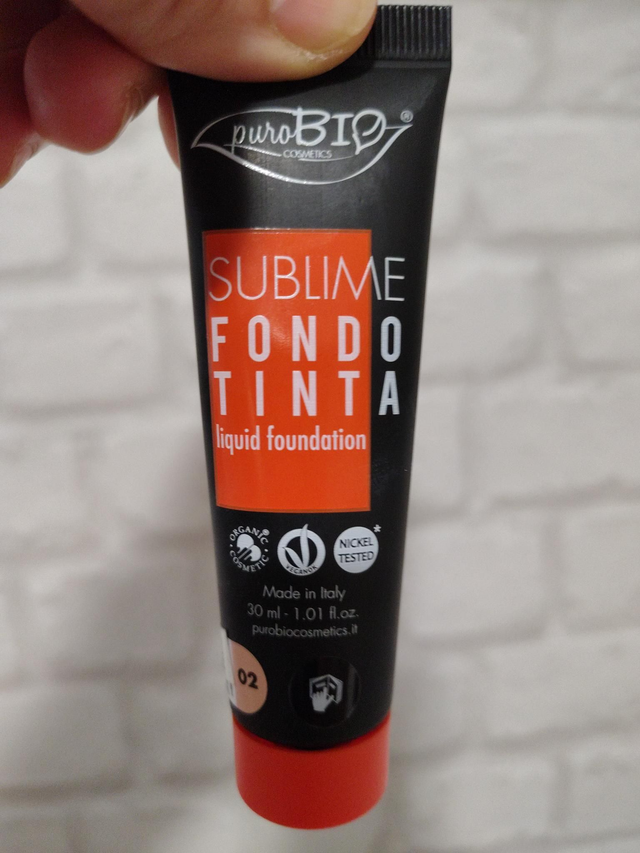 puroBIO®
COSMETICS
SUBLIME
FONDO
TINTA
liquid foundation
ORGANIC
COSMETIC
VEGANOK
NICKEL
TESTED*
Made in Italy
30 ml - 1.01 fl.oz.
purobiocosmetics.it
02